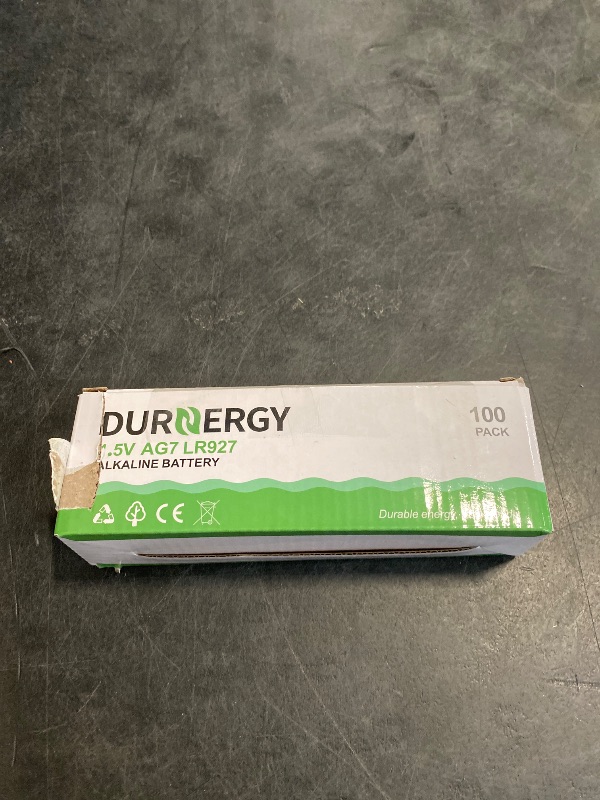 DURNERGY
1.5V AG7 LR927
ALKALINE BATTERY
100
PACK
CE
Durable energy,